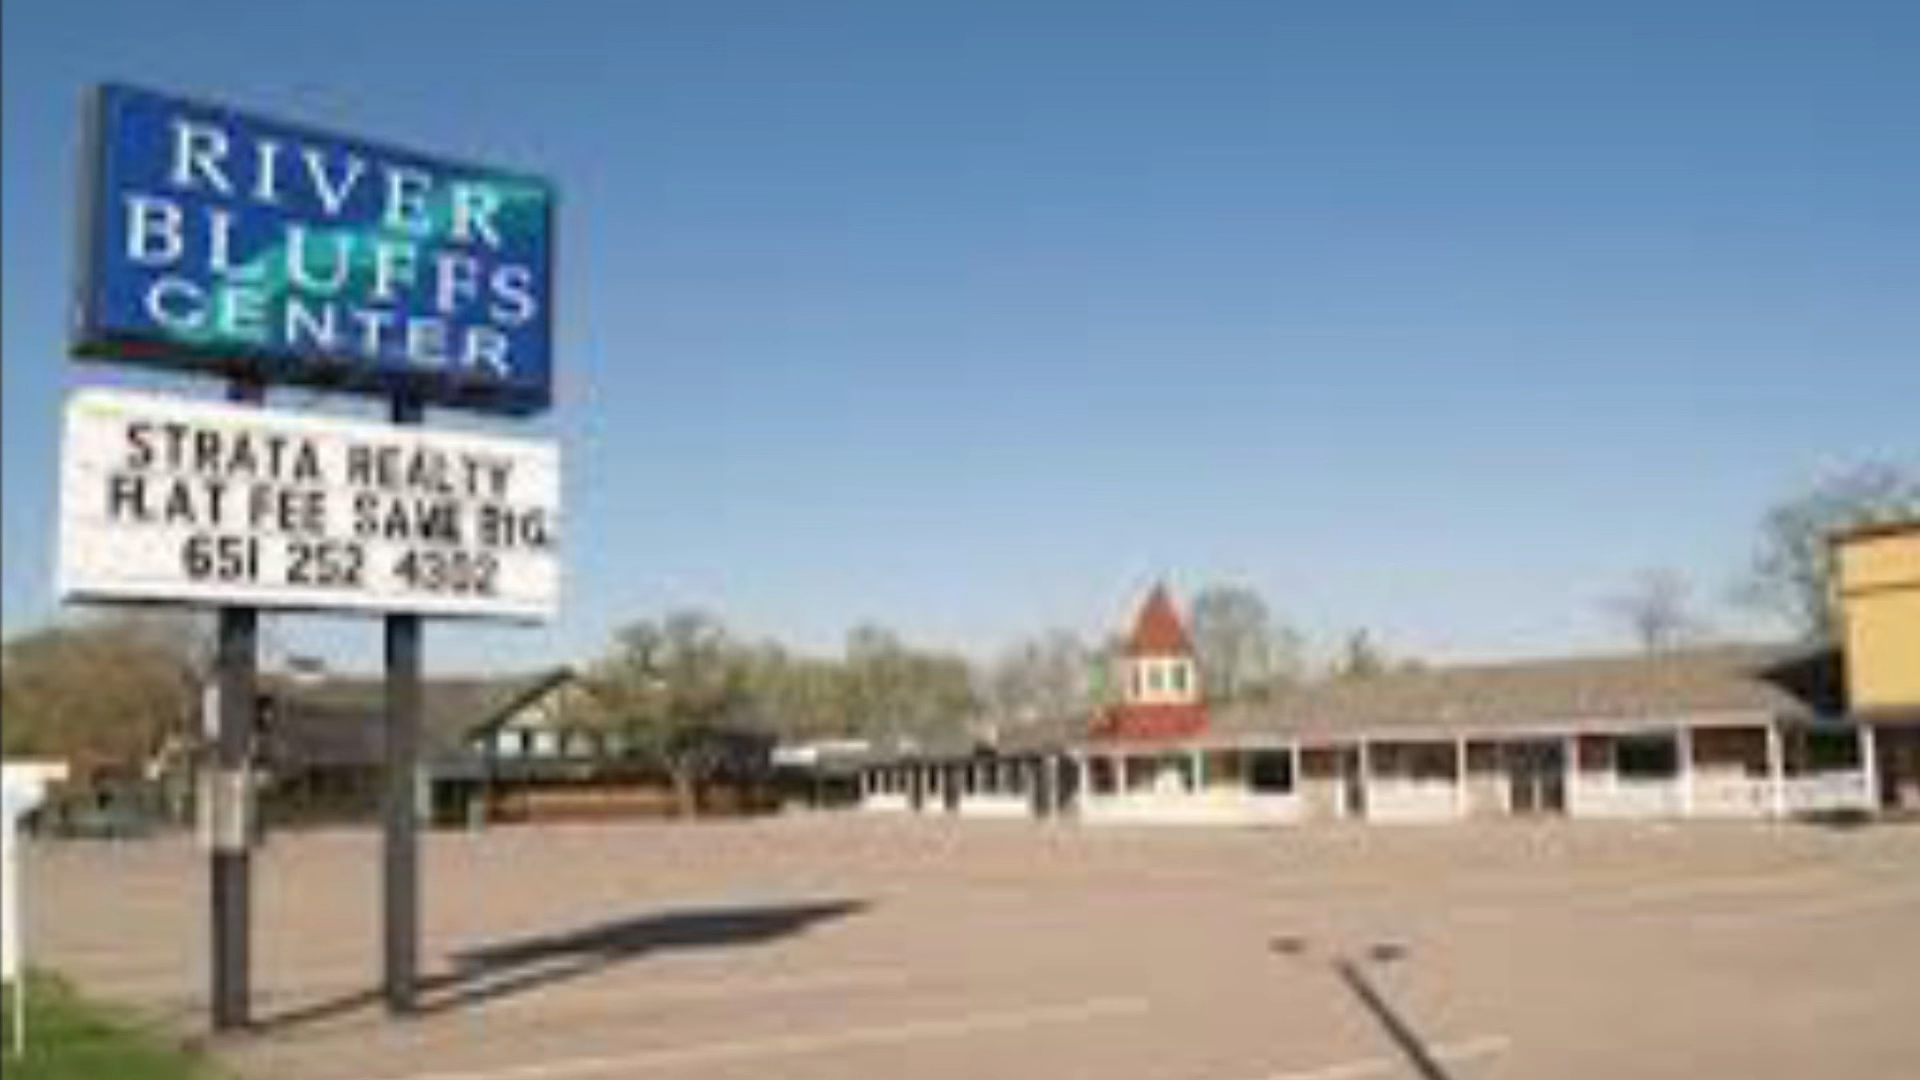 RIVER
BLUFFS
CENTER
STRATA REALTY
FLAT FEE SAVE BIG
651 252 4302